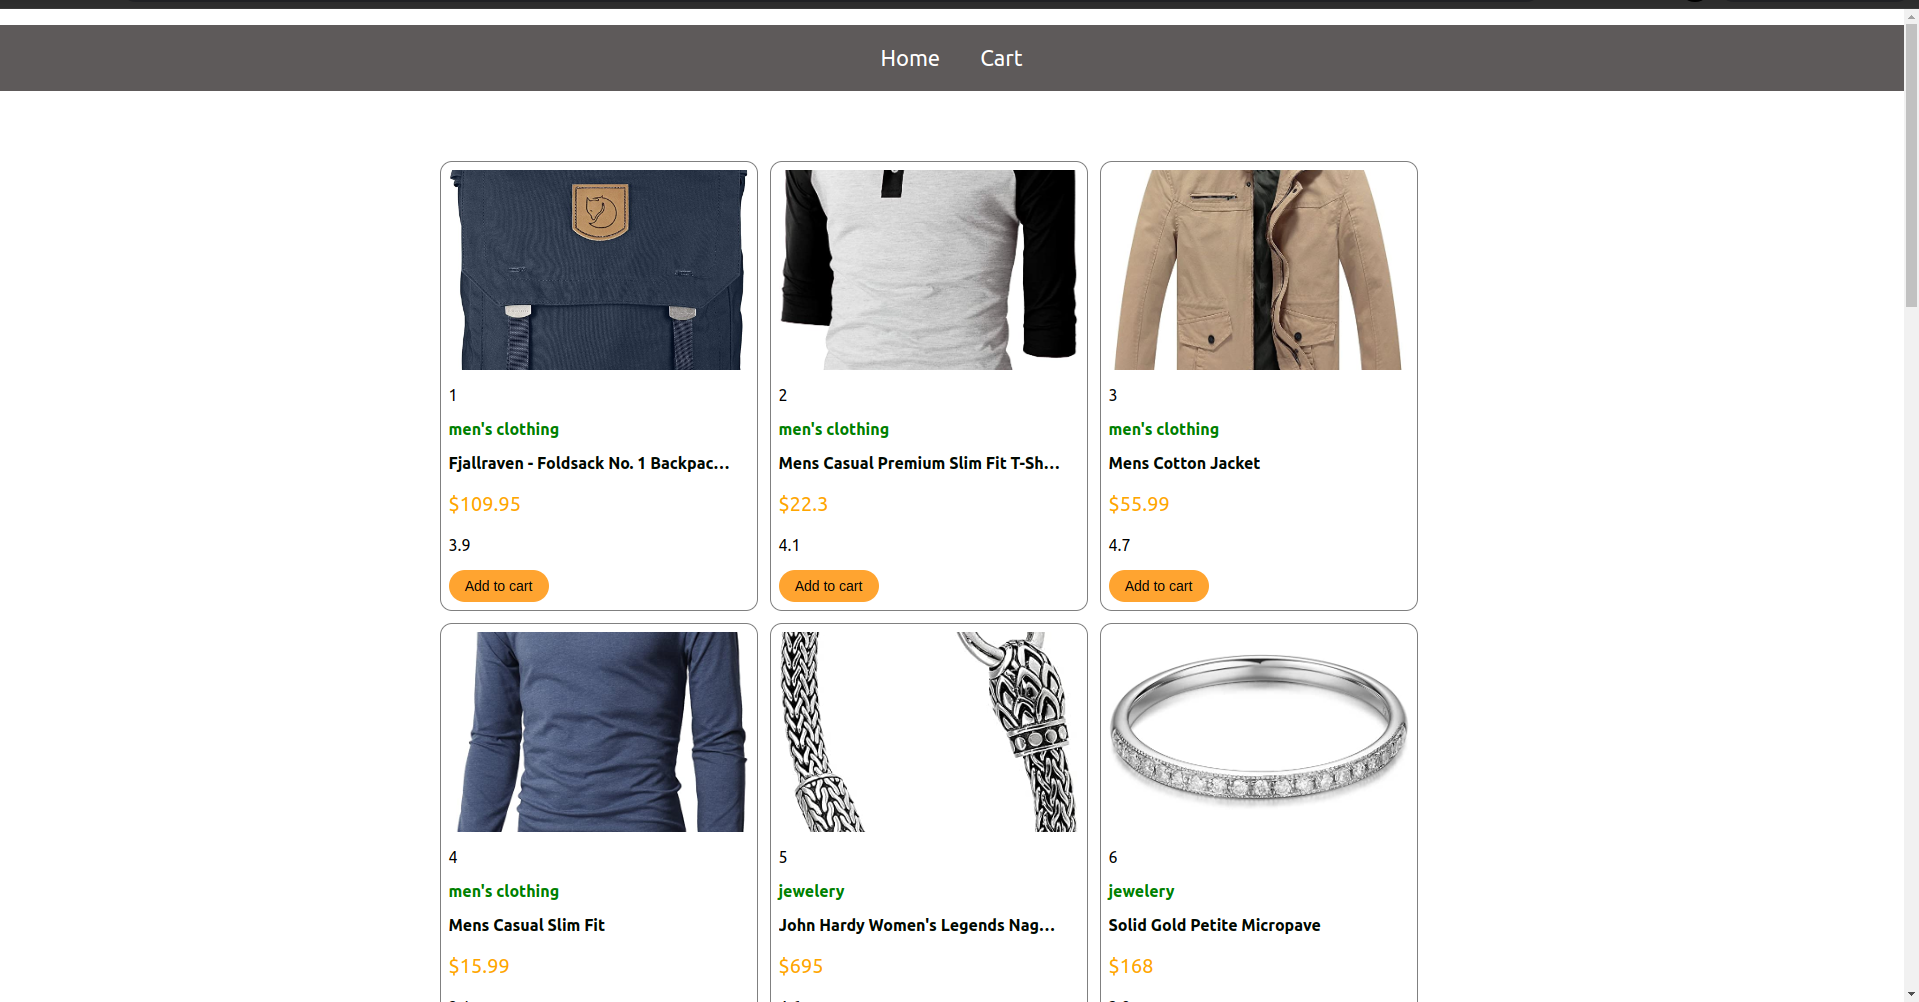 Home Cart
1
men's clothing
Fjallraven - Foldsack No. 1 Backpac...
$109.95
3.9
Add to cart
2
men's clothing
Mens Casual Premium Slim Fit T-Sh...
$22.3
4.1
Add to cart
3
men's clothing
Mens Cotton Jacket
$55.99
4.7
Add to cart
4
men's clothing
Mens Casual Slim Fit
$15.99
5
jewelery
John Hardy Women's Legends Nag...
$695
6
jewelery
Solid Gold Petite Micropave
$168